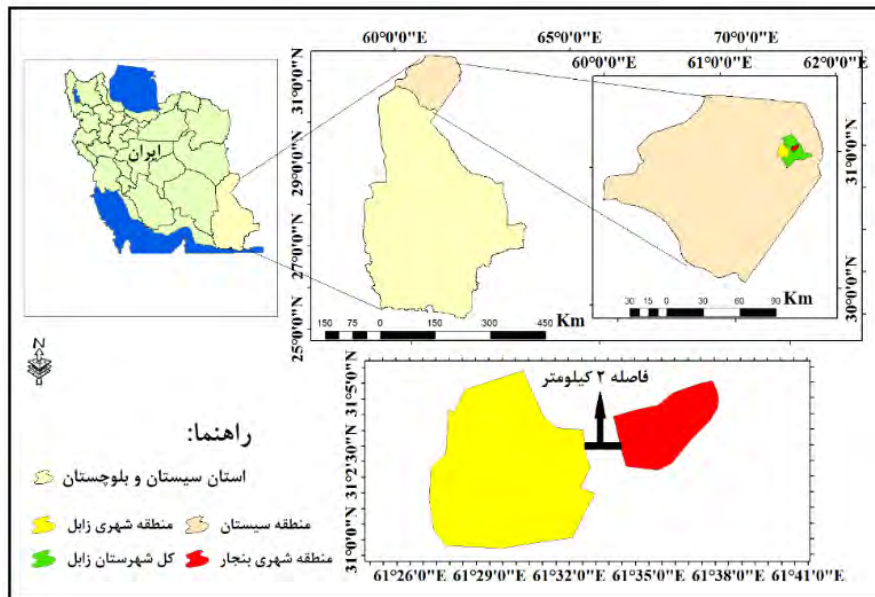 60°0'0"E 65°0'0"E 70°0'0"E
60°0'0"E 61°0'0"E 62°0'0"E
31°0'0"N
29°0'0"N
27°0'0"N
25°0'0"N
31°0'0"N
30°0'0"N
ایران
30 15 0 30 60 90 Km
150 75 0 150 300 450 Km
N
فاصله ۲ کیلومتر
31°5'0"N
31°2'30"N
31°0'0"N
61°26'0"E 61°29'0"E 61°32'0"E 61°35'0"E 61°38'0"E 61°41'0"E
راهنما:
استان سیستان و بلوچستان
منطقه سیستان منطقه شهری زابل
منطقه شهری بنجار کل شهرستان زابل